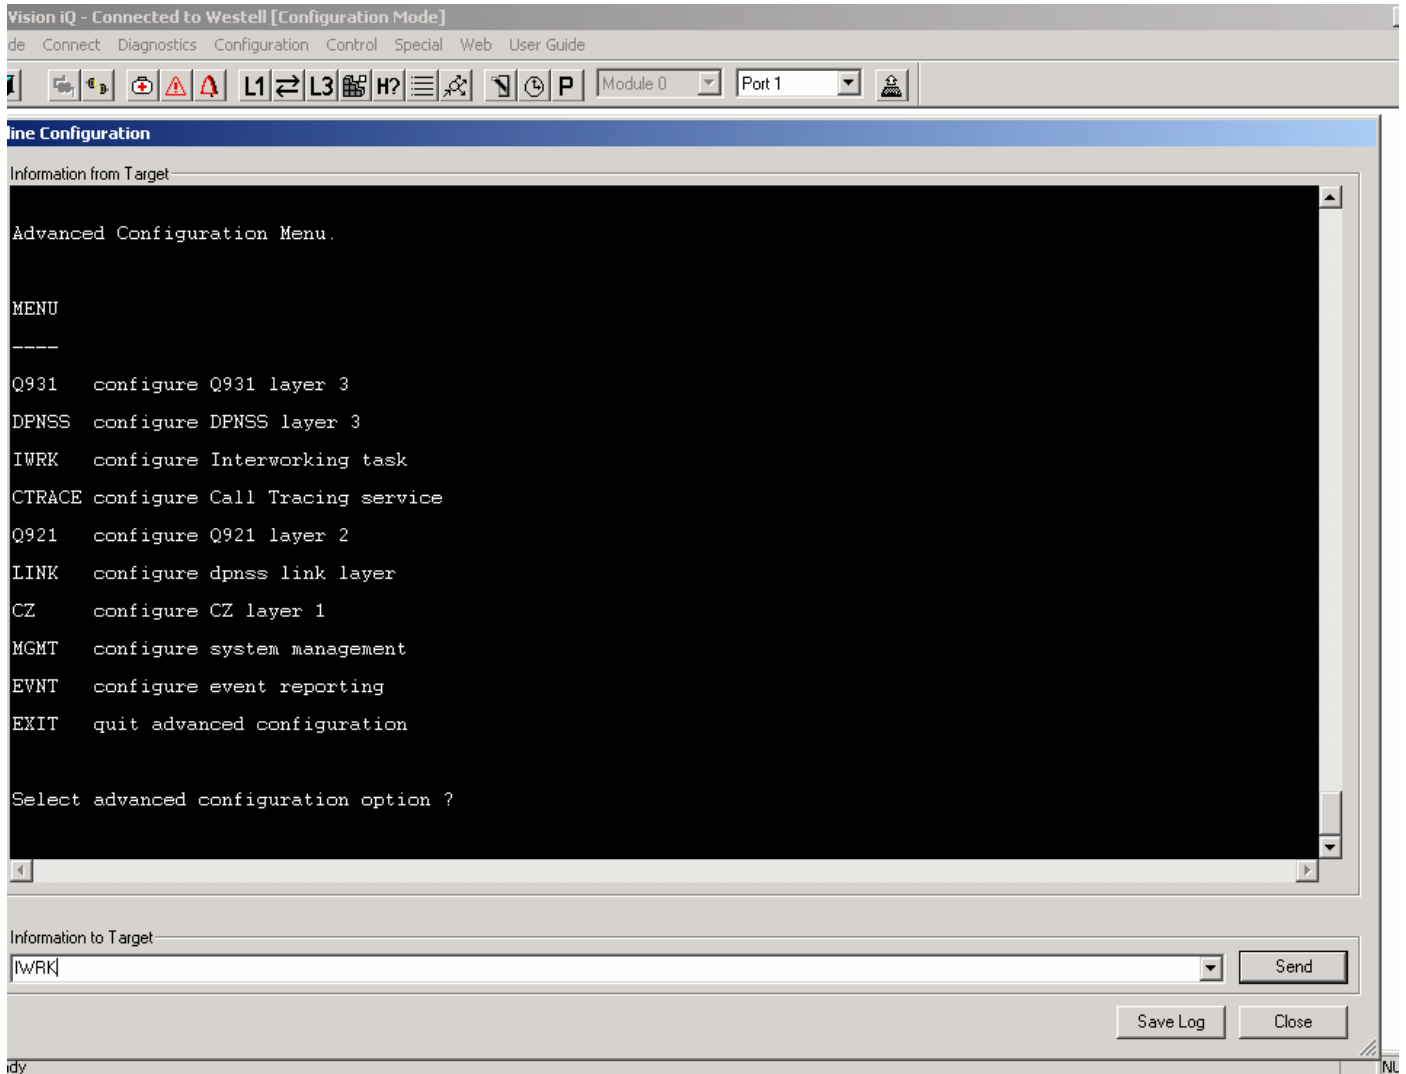 Vision iQ - Connected to Westell [Configuration Mode]
de Connect Diagnostics Configuration Control Special Web User Guide
L1 L3 H? P Module 0 Port 1
line Configuration
Information from Target
Advanced Configuration Menu.
MENU
----
Q931 configure Q931 layer 3
DPNSS configure DPNSS layer 3
IWRK configure Interworking task
CTRACE configure Call Tracing service
Q921 configure Q921 layer 2
LINK configure dpnss link layer
CZ configure CZ layer 1
MGMT configure system management
EVNT configure event reporting
EXIT quit advanced configuration
Select advanced configuration option ?
Information to Target
IWRK
Send
Save Log Close
dy NU